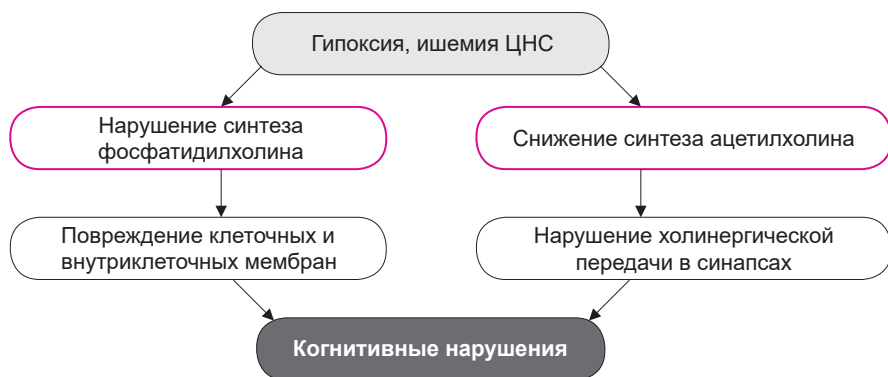 Гипоксия, ишемия ЦНС
Нарушение синтеза
фосфатидилхолина
Снижение синтеза ацетилхолина
Повреждение клеточных и
внутриклеточных мембран
Нарушение холинергической
передачи в синапсах
Когнитивные нарушения